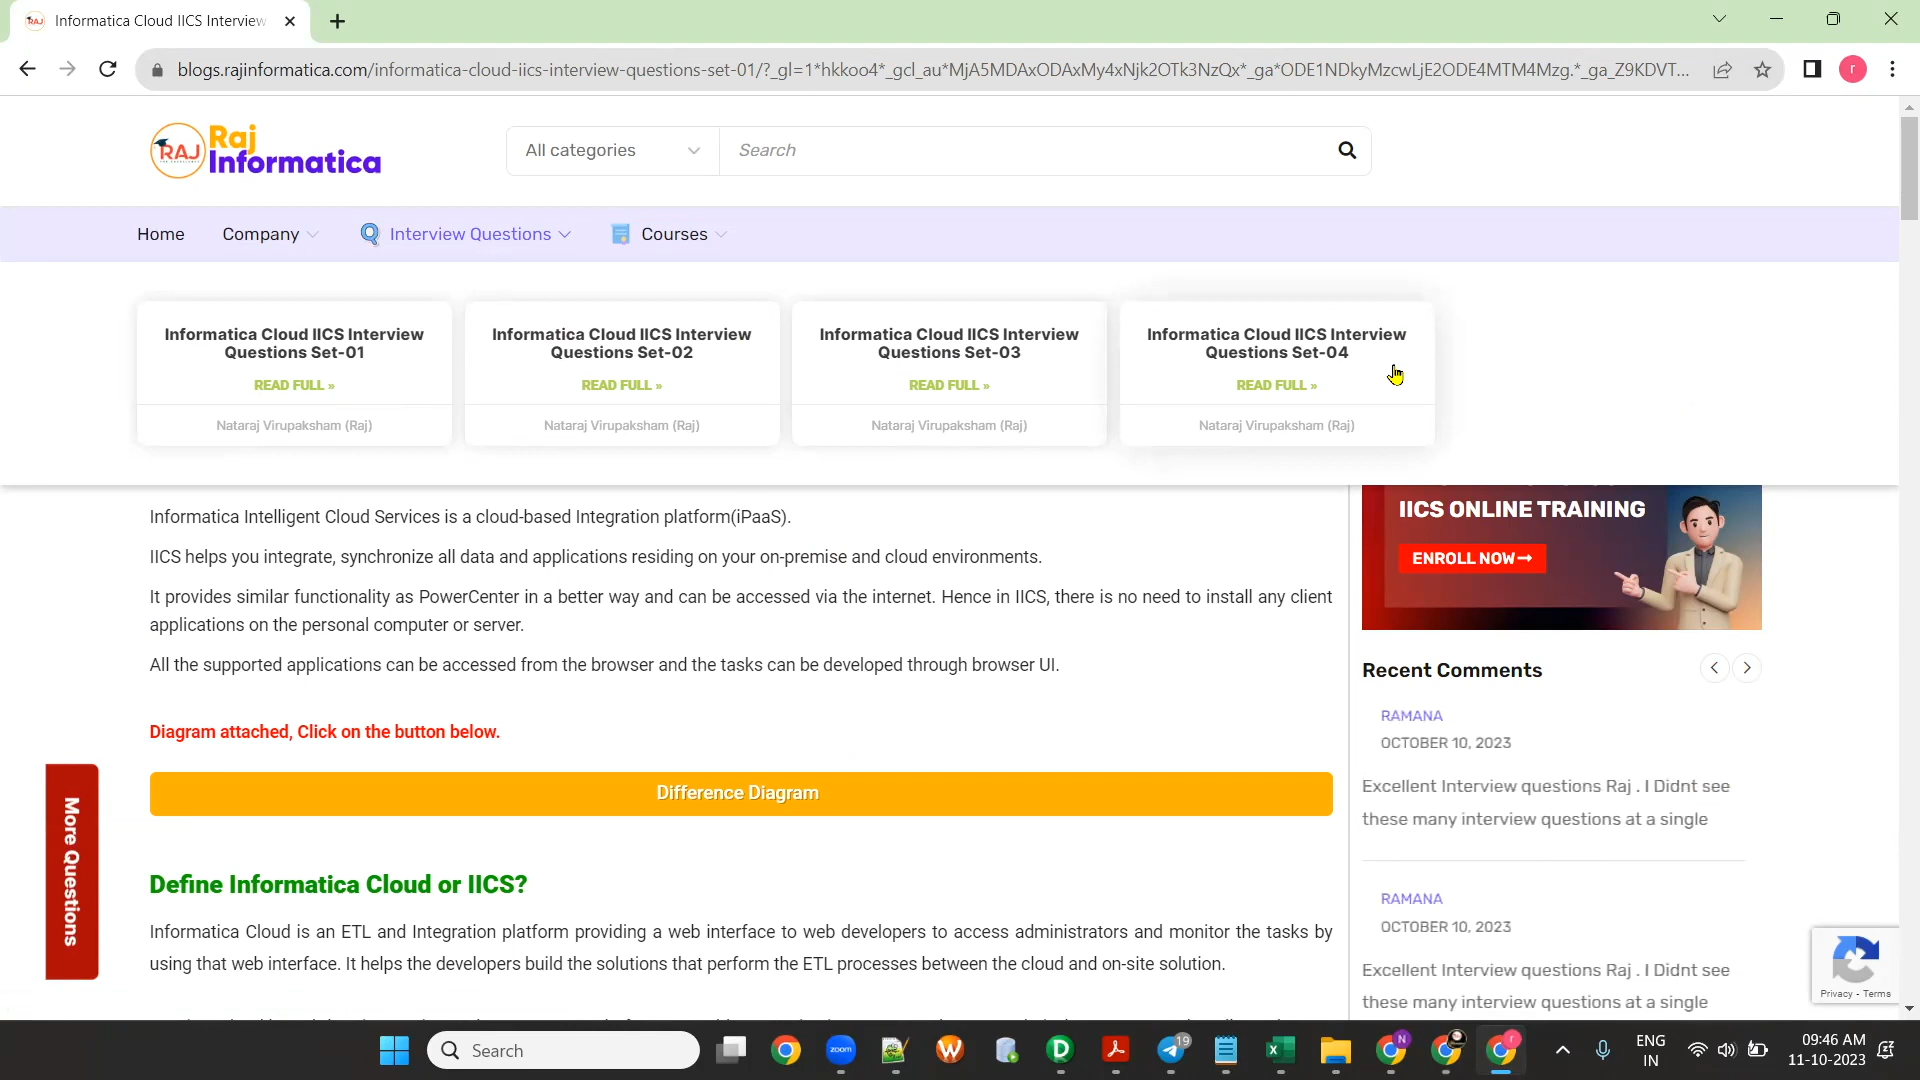 Informatica Cloud IICS Interview
blogs.rajinformatica.com/informatica-cloud-iics-interview-questions-set-01/?_gl=1*hkkoo4*_gcl_au*MjA5MDAxODAxMy4xNjk2OTk3NzQx*_ga*ODE1NDkyMzcwLjE2ODE4MTM4Mzg.*_ga_Z9KDVT...
r
RAJ
Raj
Informatica
All categories
Search
Home
Company
Interview Questions
Courses
Informatica Cloud IICS Interview
Questions Set-01
READ FULL »
Nataraj Virupaksham (Raj)
Informatica Cloud IICS Interview
Questions Set-02
READ FULL »
Nataraj Virupaksham (Raj)
Informatica Cloud IICS Interview
Questions Set-03
READ FULL »
Nataraj Virupaksham (Raj)
Informatica Cloud IICS Interview
Questions Set-04
READ FULL »
Nataraj Virupaksham (Raj)
Informatica Intelligent Cloud Services is a cloud-based Integration platform(iPaaS).
IICS helps you integrate, synchronize all data and applications residing on your on-premise and cloud environments.
It provides similar functionality as PowerCenter in a better way and can be accessed via the internet. Hence in IICS, there is no need to install any client
applications on the personal computer or server.
All the supported applications can be accessed from the browser and the tasks can be developed through browser UI.
Diagram attached, Click on the button below.
Difference Diagram
Define Informatica Cloud or IICS?
Informatica Cloud is an ETL and Integration platform providing a web interface to web developers to access administrators and monitor the tasks by
using that web interface. It helps the developers build the solutions that perform the ETL processes between the cloud and on-site solution.
More Questions
IICS ONLINE TRAINING
ENROLL NOW→
Recent Comments
RAMANA
OCTOBER 10, 2023
Excellent Interview questions Raj . I Didnt see
these many interview questions at a single
RAMANA
OCTOBER 10, 2023
Excellent Interview questions Raj . I Didnt see
these many interview questions at a single
Privacy - Terms
Search
zoom
W
D
19
N
r
ENG
IN
09:46 AM
11-10-2023